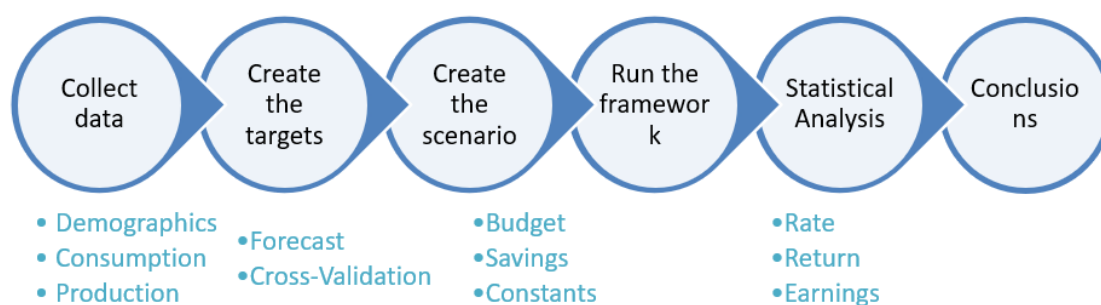 Collect
data
Create
the
targets
Create
the
scenario
Run the
framewor
k
Statistical
Analysis
Conclusio
ns
• Demographics
• Consumption
• Production
•Forecast
•Cross-Validation
•Budget
•Savings
•Constants
•Rate
•Return
•Earnings